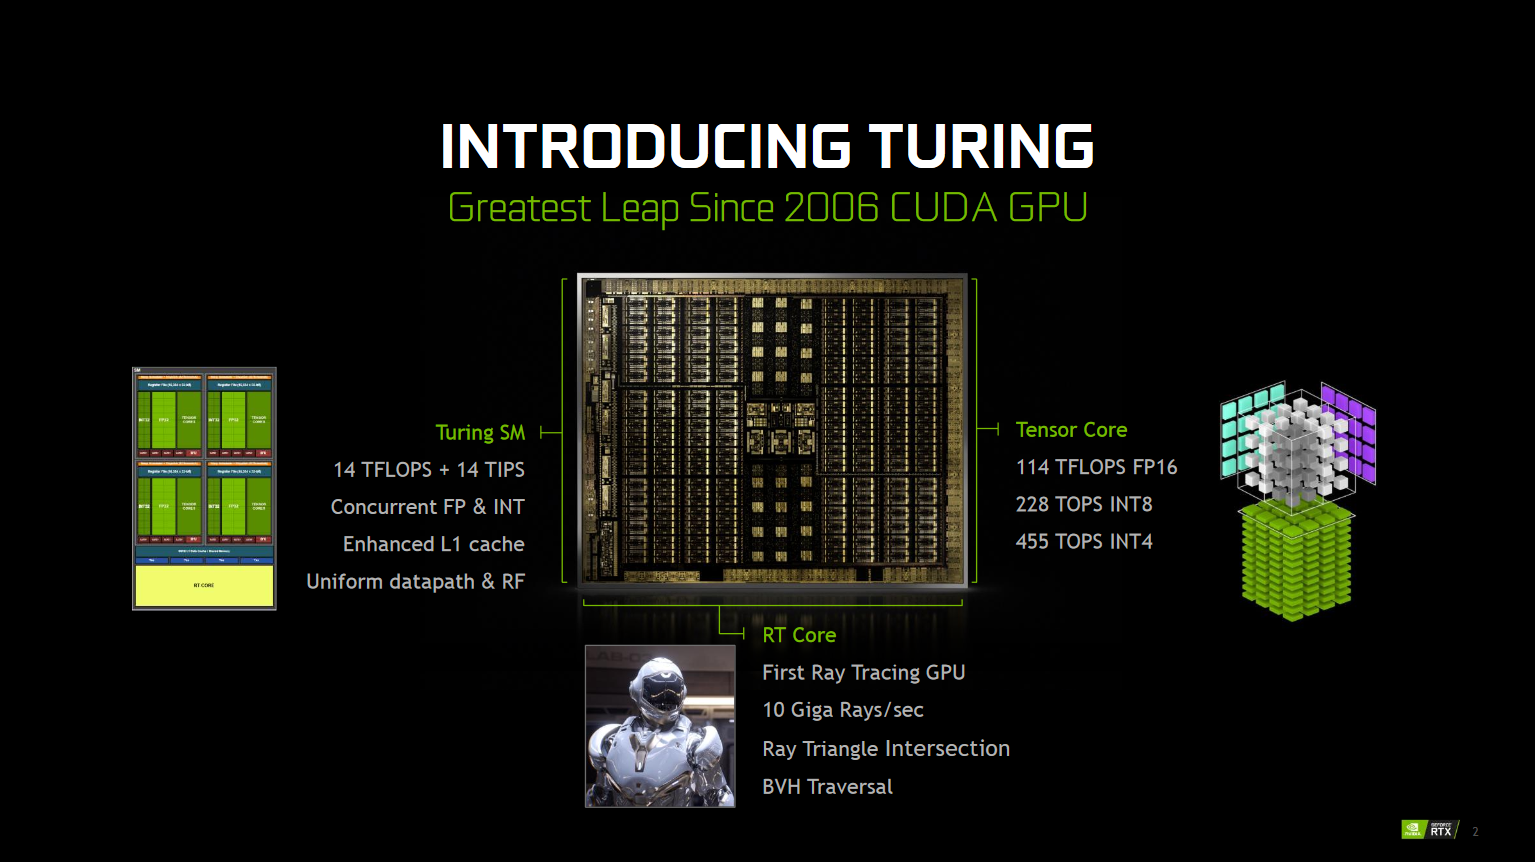 INTRODUCING TURING
Greatest Leap Since 2006 CUDA GPU
SM
Register File (16,384 x 32-bit)
Register File (16,384 x 32-bit)
INT32
FP32
TENSOR CORES
INT32
FP32
TENSOR CORES
Register File (16,384 x 32-bit)
Register File (16,384 x 32-bit)
INT32
FP32
TENSOR CORES
INT32
FP32
TENSOR CORES
RT CORE
Turing SM
14 TFLOPS + 14 TIPS
Concurrent FP & INT
Enhanced L1 cache
Uniform datapath & RF
Tensor Core
114 TFLOPS FP16
228 TOPS INT8
455 TOPS INT4
RT Core
First Ray Tracing GPU
10 Giga Rays/sec
Ray Triangle Intersection
BVH Traversal
NVIDIA
GEFORCE
RTX
2